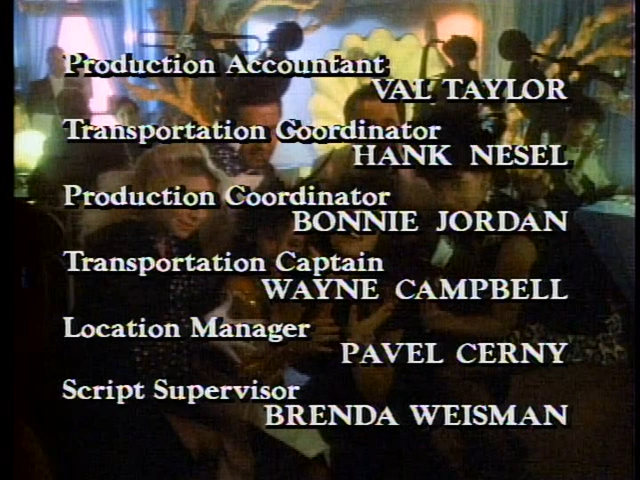 Production Accountant
VAL TAYLOR
Transportation Coordinator
HANK NESEL
Production Coordinator
BONNIE JORDAN
Transportation Captain
WAYNE CAMPBELL
Location Manager
PAVEL CERNY
Script Supervisor
BRENDA WEISMAN